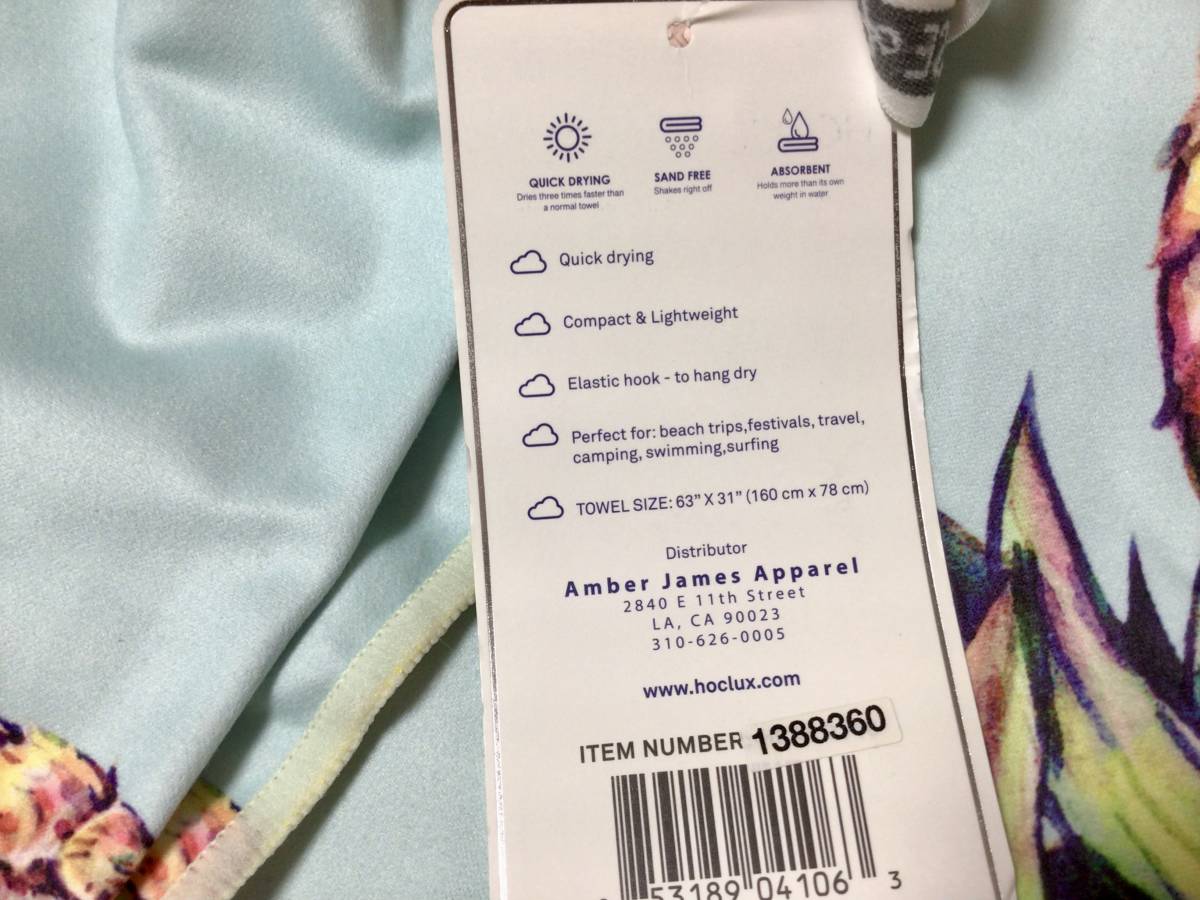 QUICK DRYING
Dries three times faster than
a normal towel
SAND FREE
Shakes right off
ABSORBENT
Holds more than its own
weight in water
Quick drying
Compact & Lightweight
Elastic hook - to hang dry
Perfect for: beach trips,festivals, travel,
camping, swimming,surfing
TOWEL SIZE: 63” X 31” (160 cm x 78 cm)
Distributor
Amber James Apparel
2840 E 11th Street
LA, CA 90023
310-626-0005
www.hoclux.com
ITEM NUMBER 1388360
53189 04106 3